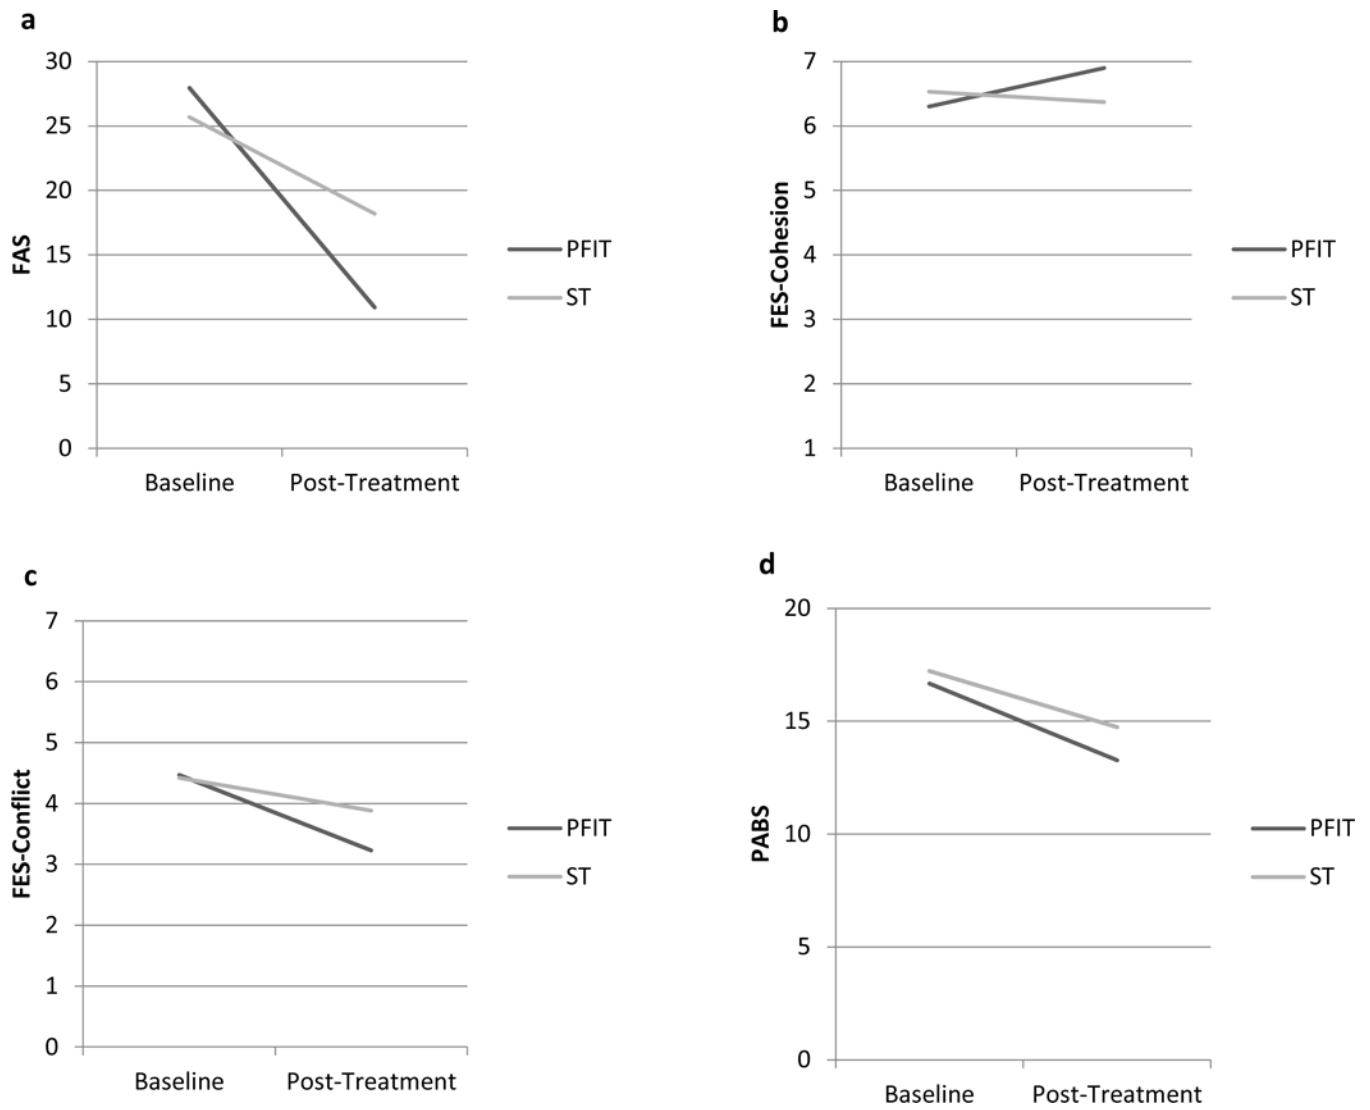 a
30
25
20
15
10
5
0
FAS
Baseline Post-Treatment
PFIT
ST
b
7
6
5
4
3
2
1
FES-Cohesion
Baseline Post-Treatment
PFIT
ST
c
7
6
5
4
3
2
1
0
FES-Conflict
Baseline Post-Treatment
PFIT
ST
d
20
15
10
5
0
PABS
Baseline Post-Treatment
PFIT
ST